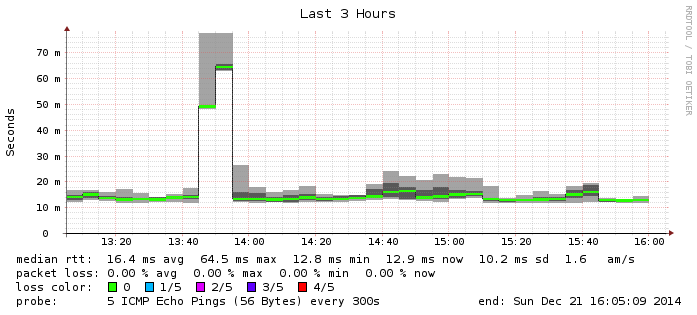 Last 3 Hours
RRDTOOL / TOBI OETIKER
Seconds
70 m
60 m
50 m
40 m
30 m
20 m
10 m
0
13:20 13:40 14:00 14:20 14:40 15:00 15:20 15:40 16:00
median rtt: 16.4 ms avg 64.5 ms max 12.8 ms min 12.9 ms now 10.2 ms sd 1.6 am/s
packet loss: 0.00 % avg 0.00 % max 0.00 % min 0.00 % now
loss color: 0 1/5 2/5 3/5 4/5
probe: 5 ICMP Echo Pings (56 Bytes) every 300s end: Sun Dec 21 16:05:09 2014